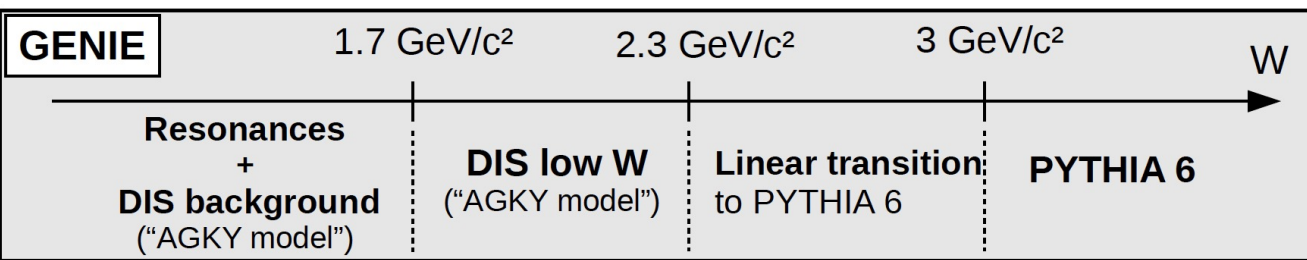 GENIE
1.7 GeV/c²
2.3 GeV/c²
3 GeV/c²
W
Resonances
+
DIS background
(“AGKY model”)
DIS low W
(“AGKY model”)
Linear transition
to PYTHIA 6
PYTHIA 6